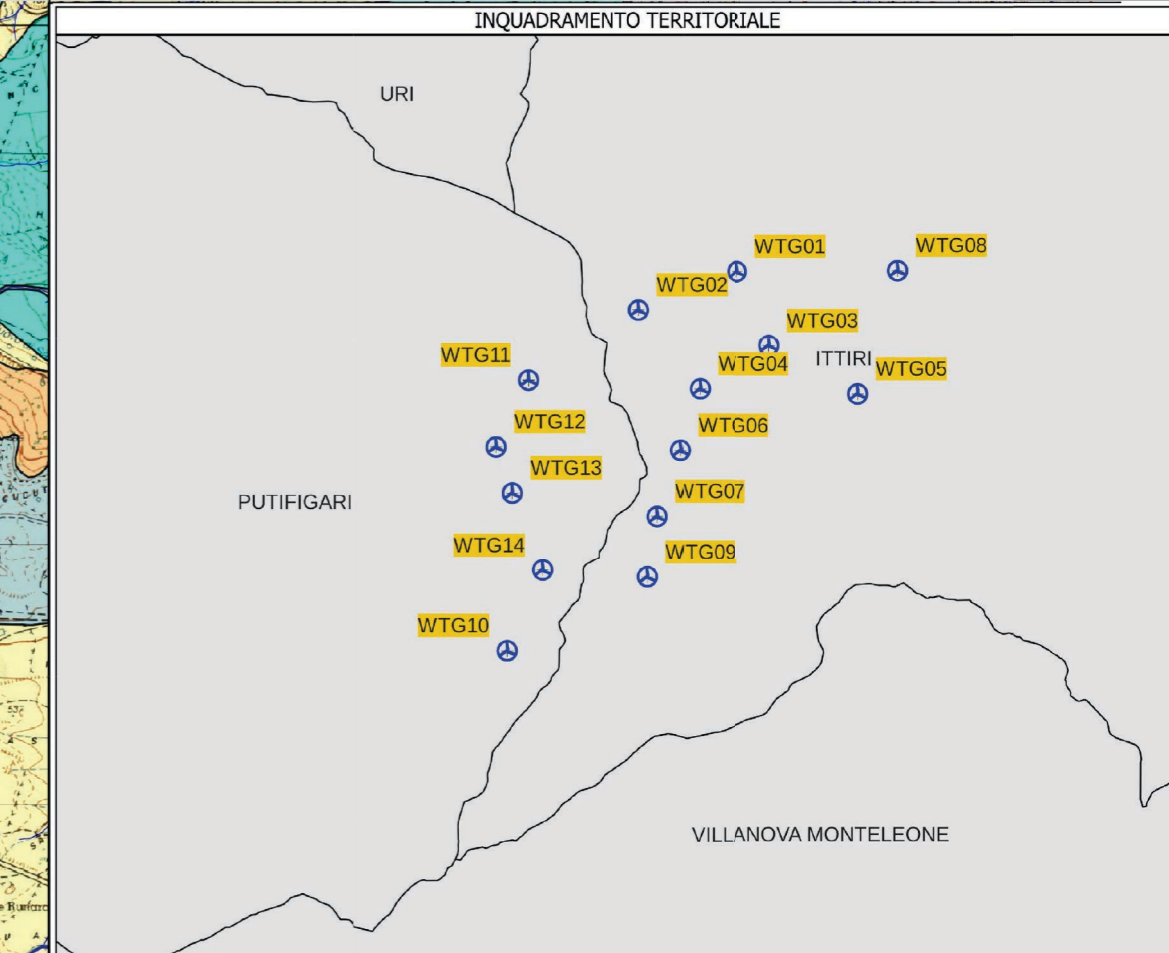 INQUADRAMENTO TERRITORIALE
URI
WTG01
WTG08
WTG02
WTG03
WTG11
ITTIRI
WTG04
WTG05
WTG12
WTG06
WTG13
PUTIFIGARI
WTG07
WTG14
WTG09
WTG10
VILLANOVA MONTELEONE